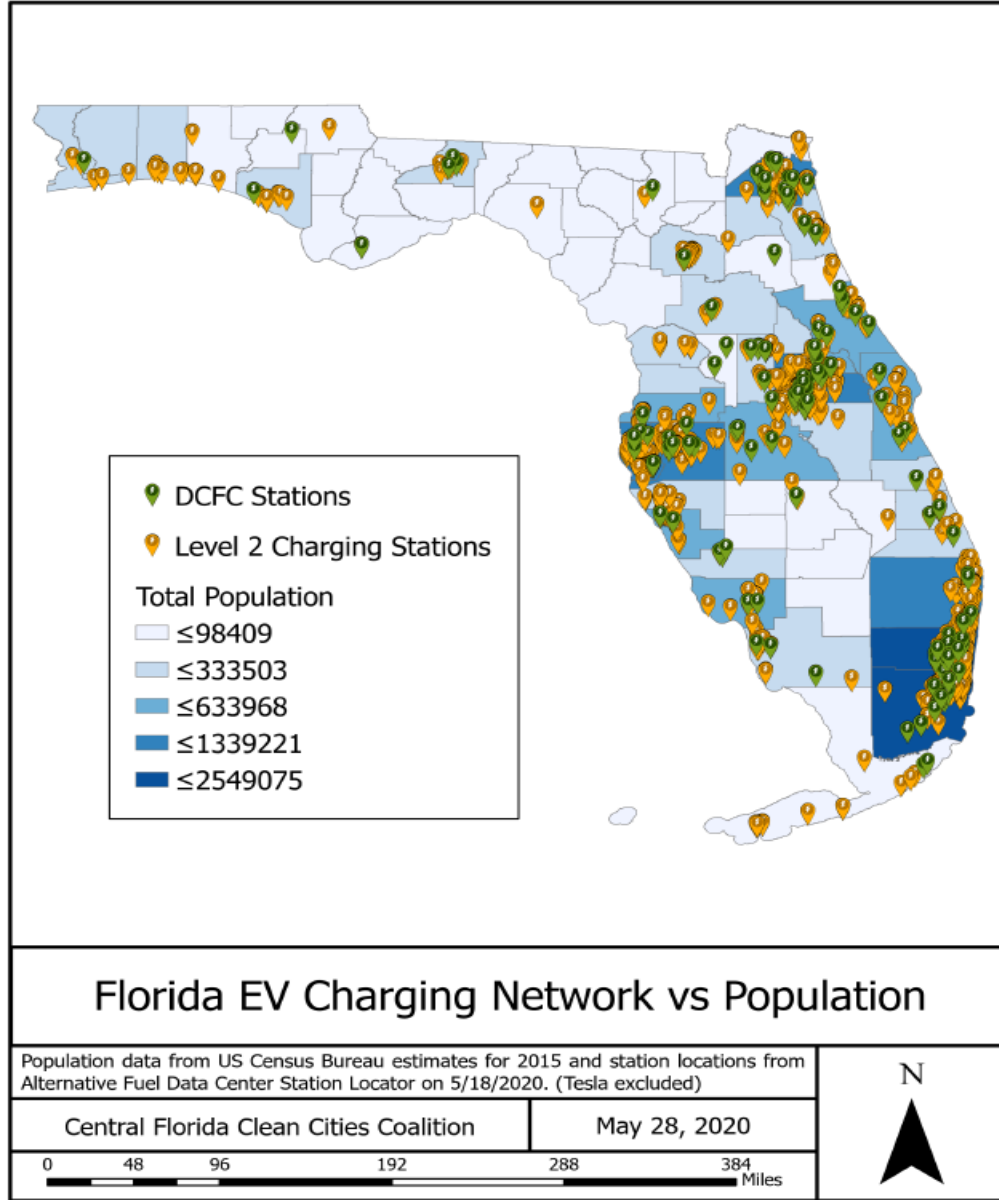 DCFC Stations
Level 2 Charging Stations
Total Population
≤98409
≤333503
≤633968
≤1339221
≤2549075
Florida EV Charging Network vs Population
Population data from US Census Bureau estimates for 2015 and station locations from
Alternative Fuel Data Center Station Locator on 5/18/2020. (Tesla excluded)
Central Florida Clean Cities Coalition
May 28, 2020
N
0 48 96 192 288 384
Miles